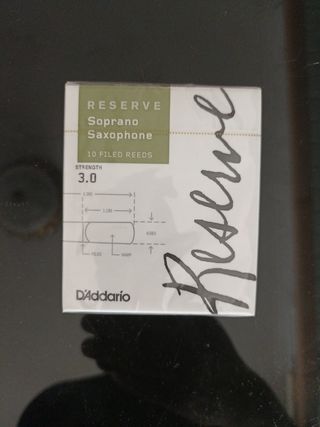 RESERVE
Soprano
Saxophone
10 FILED REEDS
STRENGTH
3.0
D'Addario
Reserve